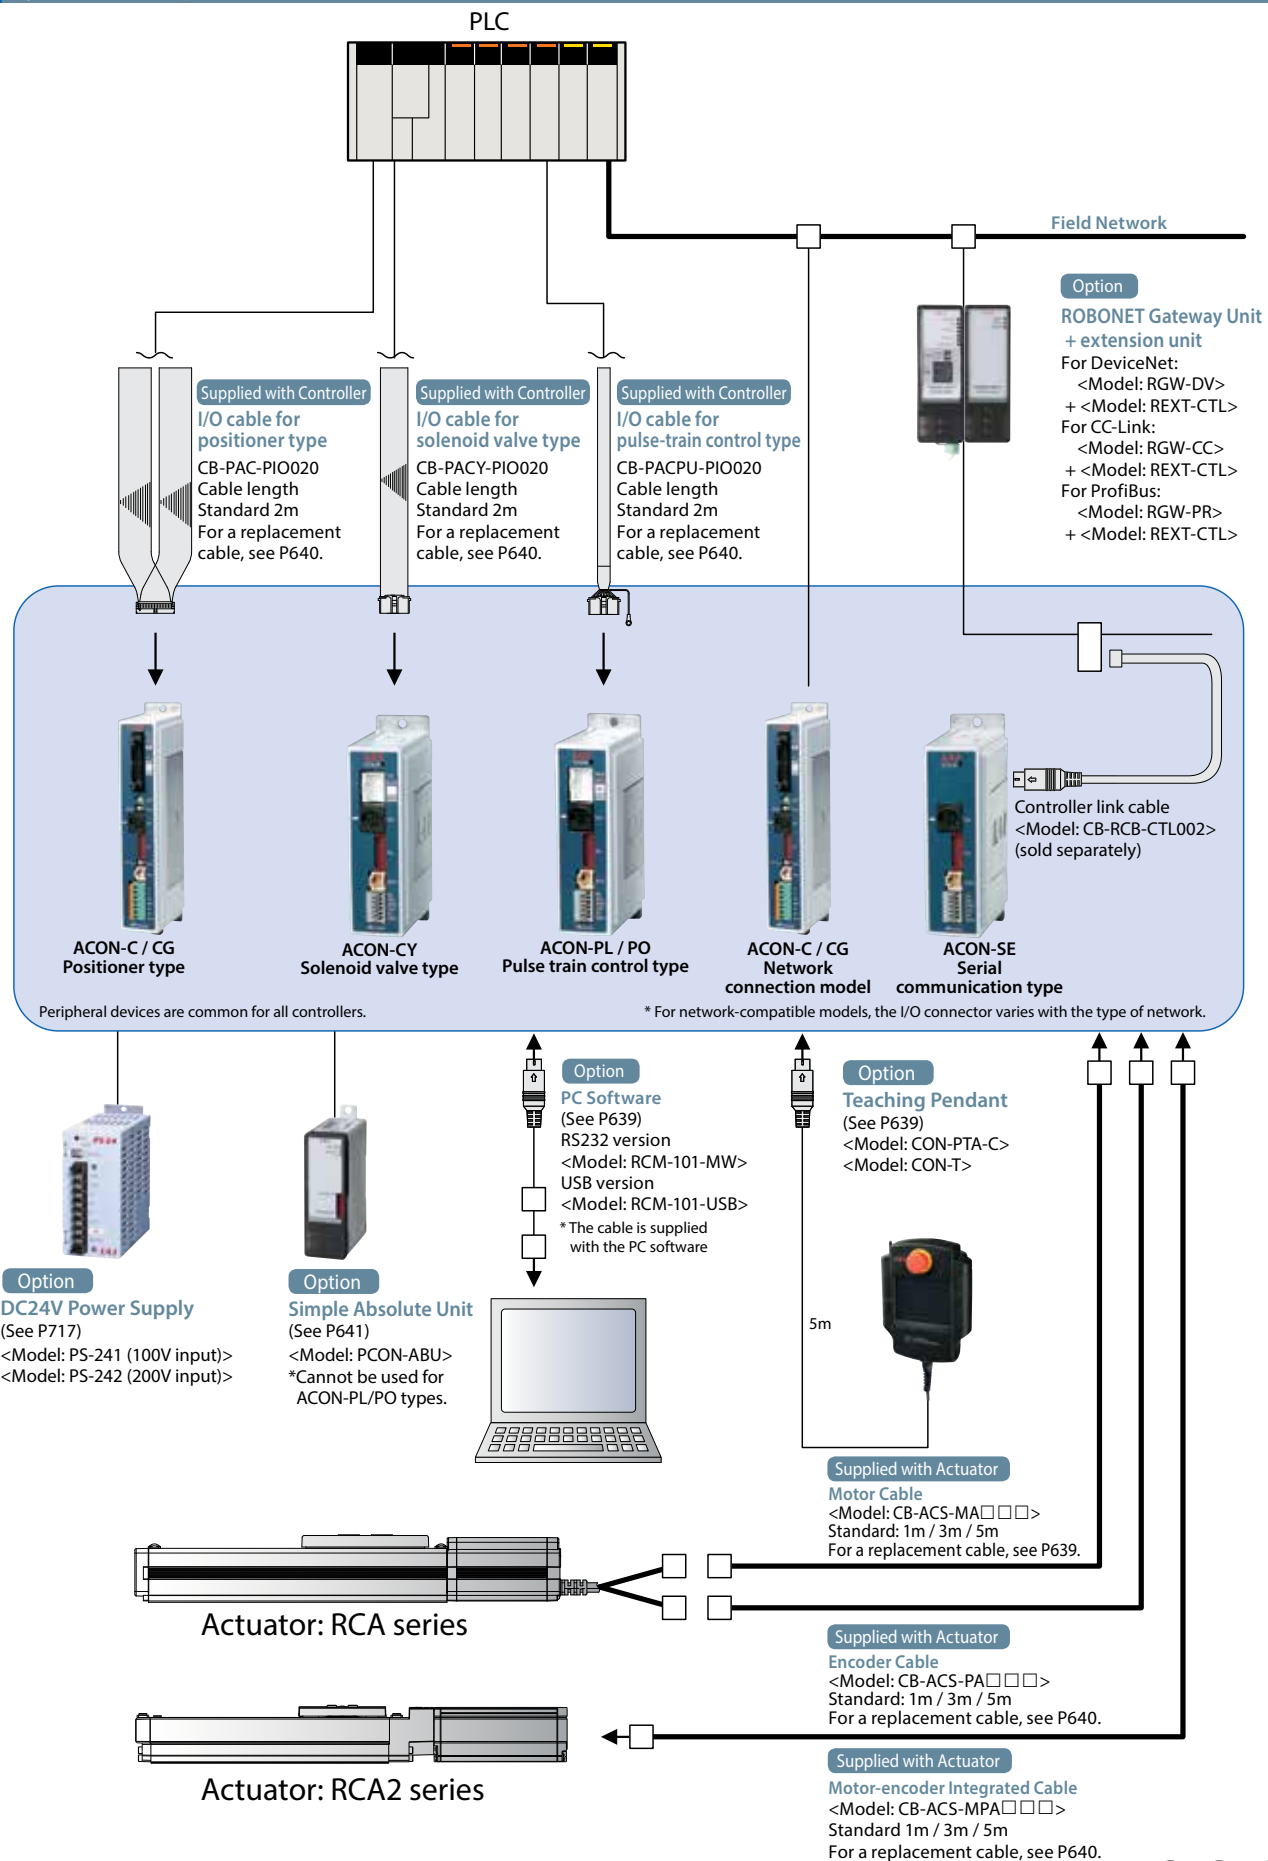 PLC
Field Network
Option
ROBONET Gateway Unit
+ extension unit
For DeviceNet:
<Model: RGW-DV>
+ <Model: REXT-CTL>
For CC-Link:
<Model: RGW-CC>
+ <Model: REXT-CTL>
For ProfiBus:
<Model: RGW-PR>
+ <Model: REXT-CTL>
Supplied with Controller
I/O cable for
positioner type
CB-PAC-PIO020
Cable length
Standard 2m
For a replacement
cable, see P640.
Supplied with Controller
I/O cable for
solenoid valve type
CB-PACY-PIO020
Cable length
Standard 2m
For a replacement
cable, see P640.
Supplied with Controller
I/O cable for
pulse-train control type
CB-PACPU-PIO020
Cable length
Standard 2m
For a replacement
cable, see P640.
Controller link cable
<Model: CB-RCB-CTL002>
(sold separately)
ACON-C / CG
Positioner type
ACON-CY
Solenoid valve type
ACON-PL / PO
Pulse train control type
ACON-C / CG
Network
connection model
ACON-SE
Serial
communication type
Peripheral devices are common for all controllers.
* For network-compatible models, the I/O connector varies with the type of network.
Option
DC24V Power Supply
(See P717)
<Model: PS-241 (100V input)>
<Model: PS-242 (200V input)>
Option
Simple Absolute Unit
(See P641)
<Model: PCON-ABU>
*Cannot be used for
ACON-PL/PO types.
Option
PC Software
(See P639)
RS232 version
<Model: RCM-101-MW>
USB version
<Model: RCM-101-USB>
* The cable is supplied
with the PC software
Option
Teaching Pendant
(See P639)
<Model: CON-PTA-C>
<Model: CON-T>
5m
Supplied with Actuator
Motor Cable
<Model: CB-ACS-MA□□□>
Standard: 1m / 3m / 5m
For a replacement cable, see P639.
Actuator: RCA series
Supplied with Actuator
Encoder Cable
<Model: CB-ACS-PA□□□>
Standard: 1m / 3m / 5m
For a replacement cable, see P640.
Actuator: RCA2 series
Supplied with Actuator
Motor-encoder Integrated Cable
<Model: CB-ACS-MPA□□□>
Standard 1m / 3m / 5m
For a replacement cable, see P640.